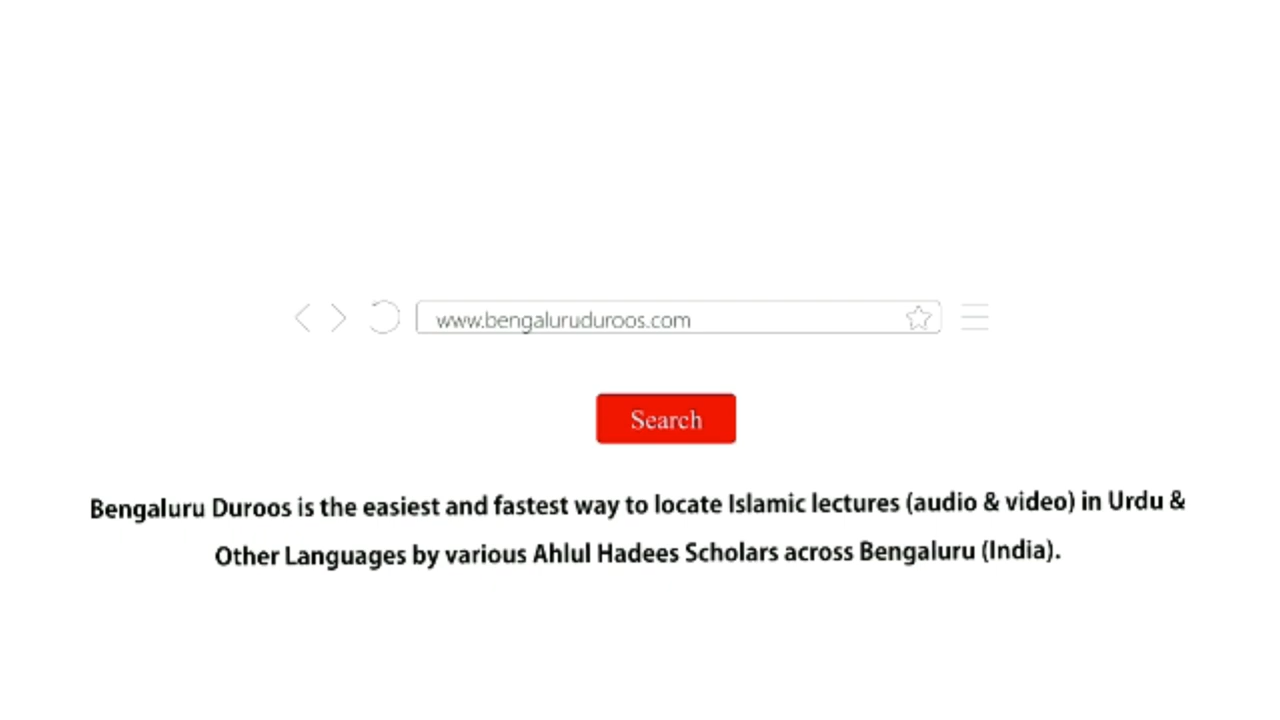 www.bengaluruduroos.com
Search
Bengaluru Duroos is the easiest and fastest way to locate Islamic lectures (audio & video) in Urdu &
Other Languages by various Ahlul Hadees Scholars across Bengaluru (India).